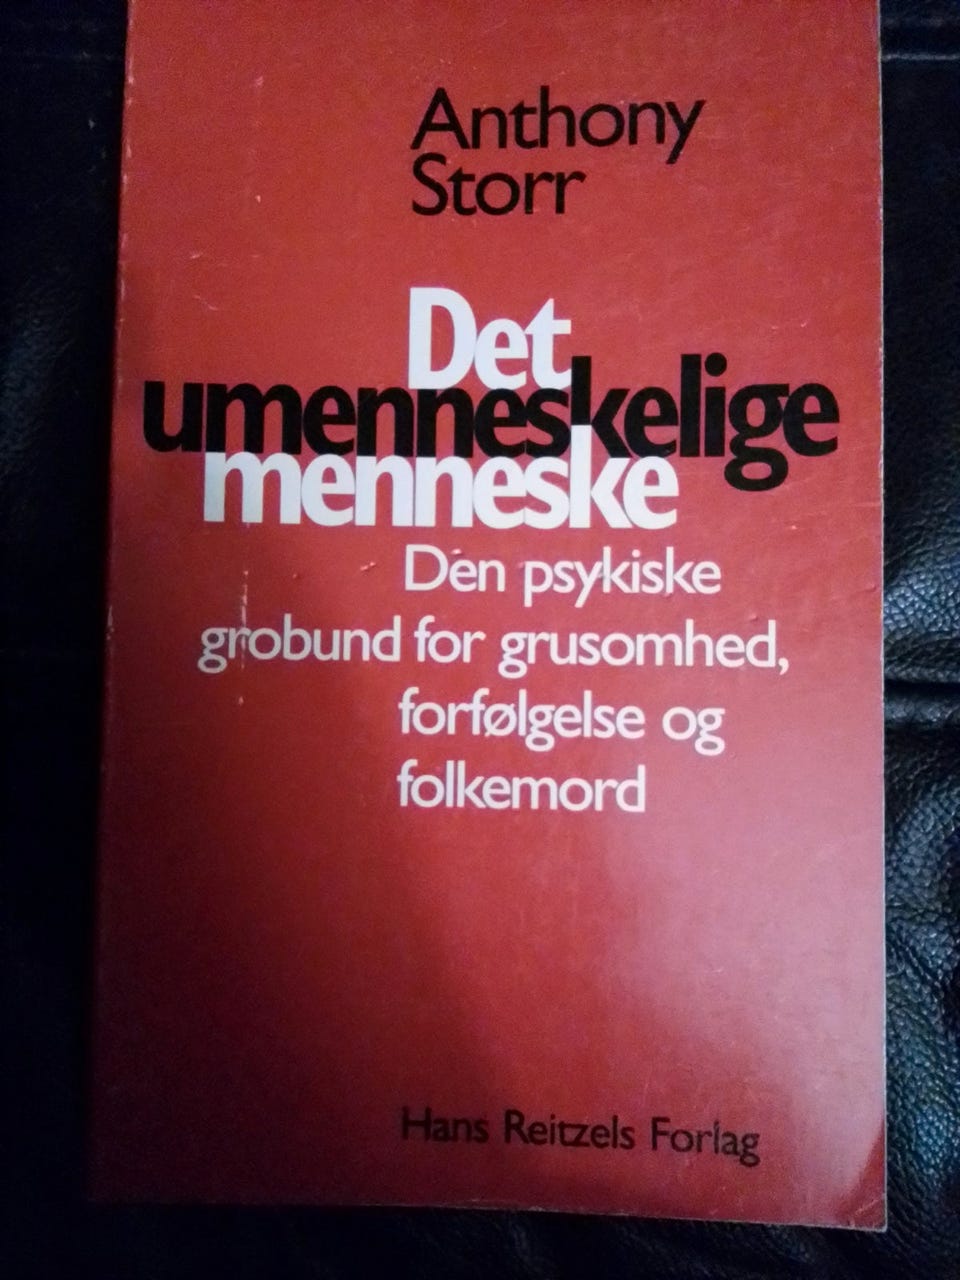 Anthony
Storr
Det
umenneskelige
menneske
Den psykiske
grobund for grusomhed,
forfølgelse og
folkemord
Hans Reitzels Forlag